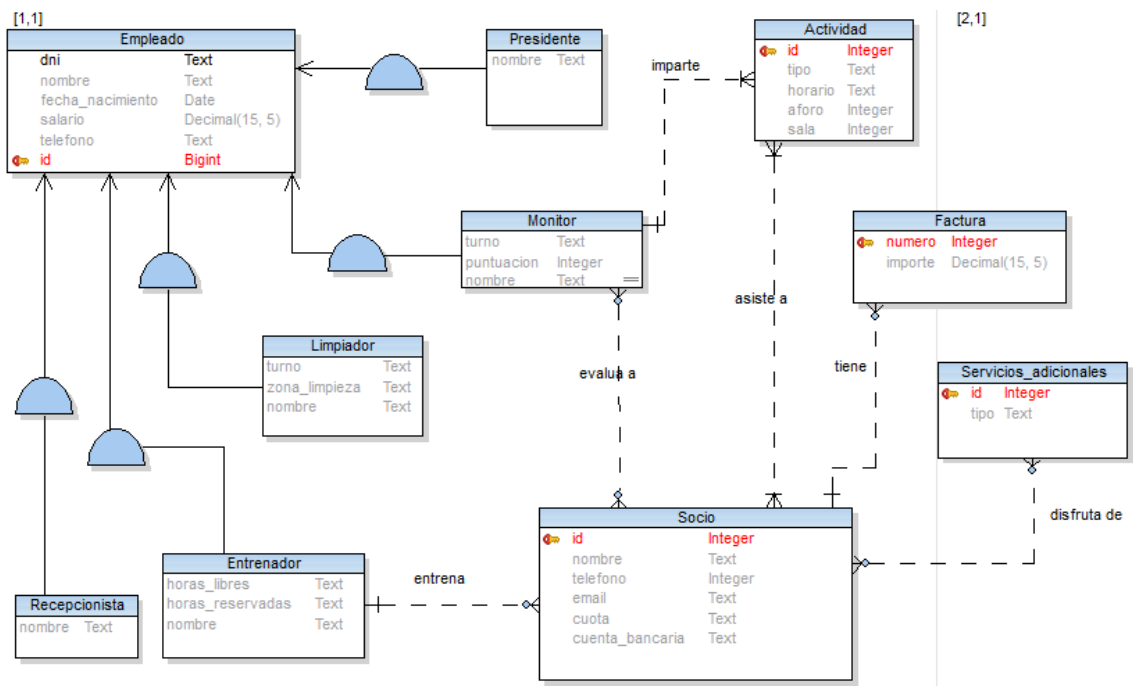 [1,1]
[2,1]
Empleado
dni Text
nombre Text
fecha_nacimiento Date
salario Decimal(15, 5)
telefono Text
id Bigint
Presidente
nombre Text
Actividad
id Integer
tipo Text
horario Text
aforo Integer
sala Integer
imparte
Monitor
turno Text
puntuacion Integer
nombre Text
Factura
numero Integer
importe Decimal(15, 5)
asiste a
Limpiador
turno Text
zona_limpieza Text
nombre Text
evalua a
tiene
Servicios_adicionales
id Integer
tipo Text
disfruta de
Socio
id Integer
nombre Text
telefono Integer
email Text
cuota Text
cuenta_bancaria Text
Entrenador
horas_libres Text
horas_reservadas Text
nombre Text
entrena
Recepcionista
nombre Text